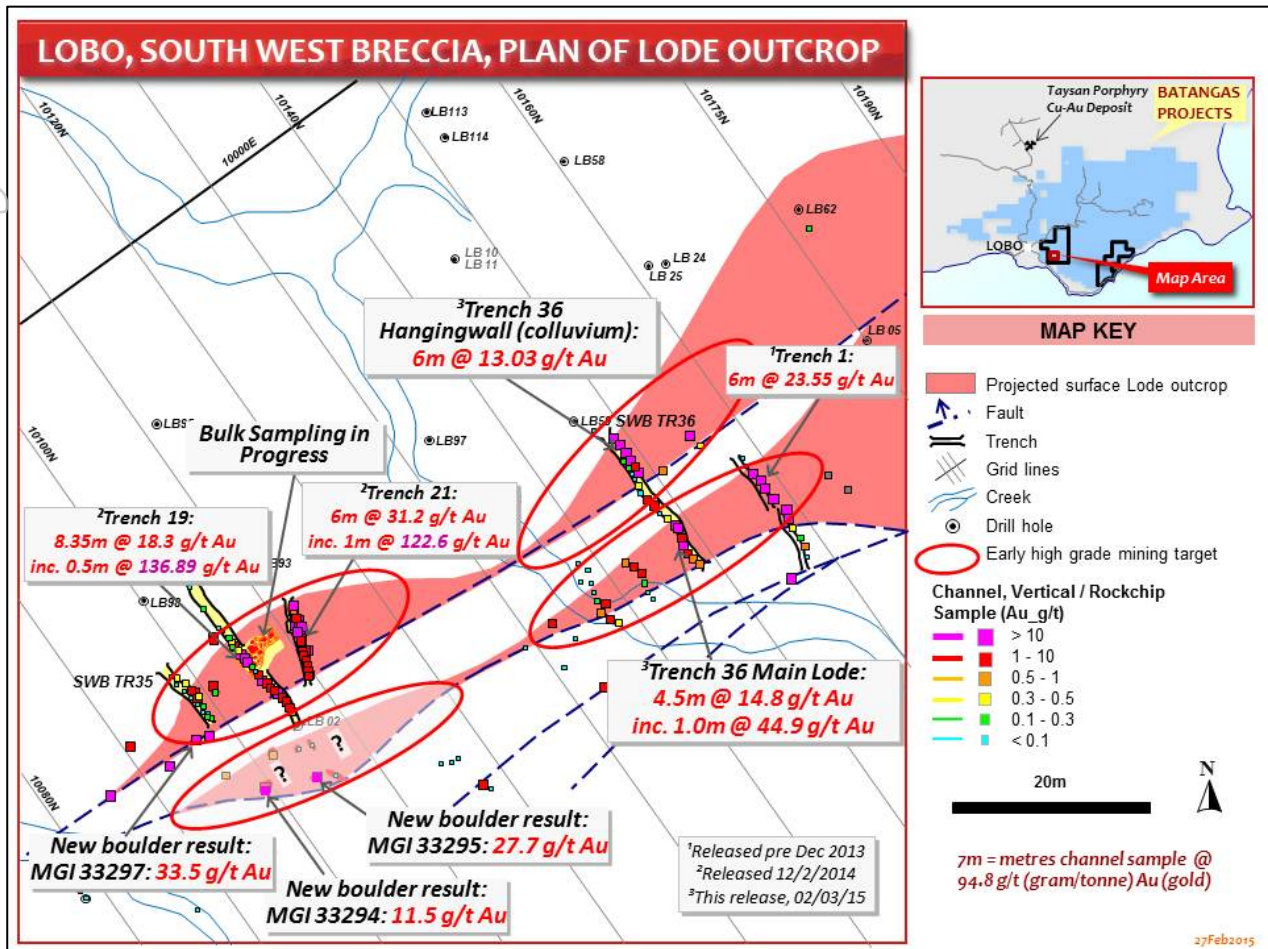 LOBO, SOUTH WEST BRECCIA, PLAN OF LODE OUTCROP
10120N
10140N
10160N
10175N
10190N
10000E
LB113
LB114
LB58
LB62
LB 10
LB 11
LB 24
LB 25
LB 05
³Trench 36
Hangingwall (colluvium):
6m @ 13.03 g/t Au
¹Trench 1:
6m @ 23.55 g/t Au
SWB TR36
LB97
10100N
Bulk Sampling in
Progress
²Trench 21:
6m @ 31.2 g/t Au
inc. 1m @ 122.6 g/t Au
²Trench 19:
8.35m @ 18.3 g/t Au
inc. 0.5m @ 136.89 g/t Au
LB98
SWB TR35
LB 02
³Trench 36 Main Lode:
4.5m @ 14.8 g/t Au
inc. 1.0m @ 44.9 g/t Au
?
?
10080N
New boulder result:
MGI 33297: 33.5 g/t Au
New boulder result:
MGI 33295: 27.7 g/t Au
New boulder result:
MGI 33294: 11.5 g/t Au
¹Released pre Dec 2013
²Released 12/2/2014
³This release, 02/03/15
Taysan Porphyry
Cu-Au Deposit
BATANGAS
PROJECTS
LOBO
Map Area
MAP KEY
Projected surface Lode outcrop
Fault
Trench
Grid lines
Creek
Drill hole
Early high grade mining target
Channel, Vertical / Rockchip
Sample (Au_g/t)
> 10
1 - 10
0.5 - 1
0.3 - 0.5
0.1 - 0.3
< 0.1
20m
N
7m = metres channel sample @
94.8 g/t (gram/tonne) Au (gold)
27Feb2015